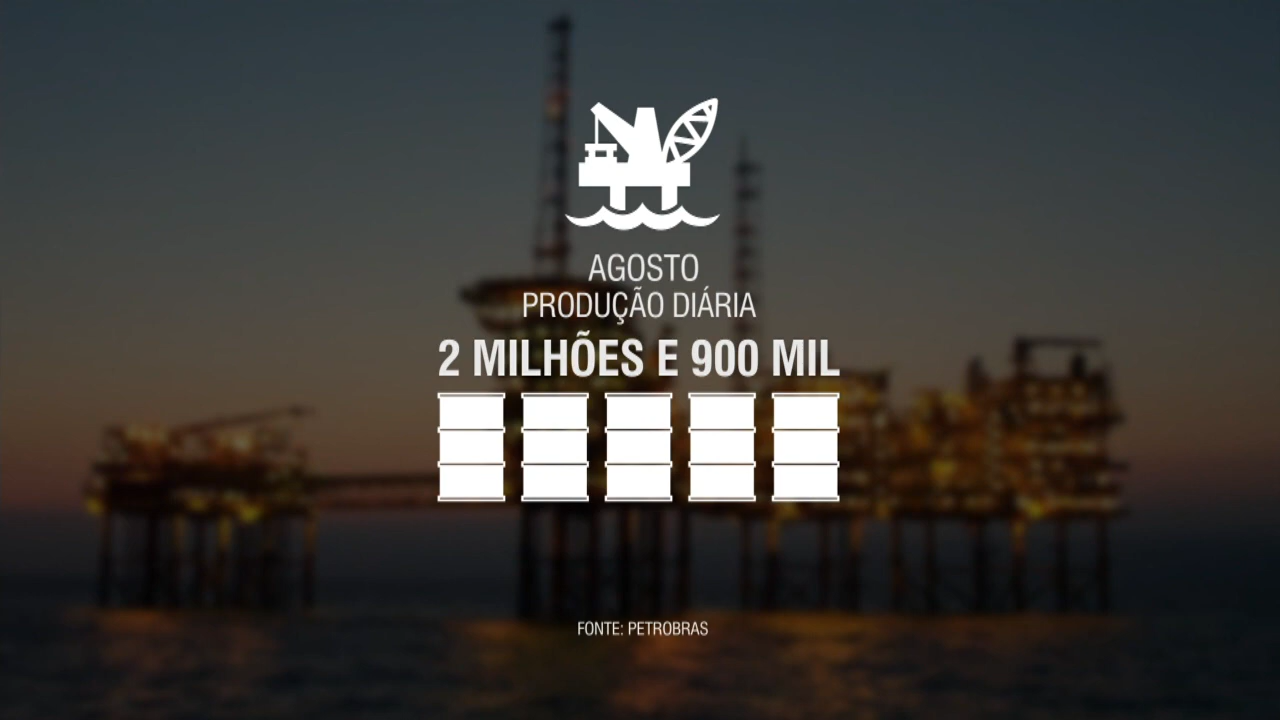 AGOSTO
PRODUÇÃO DIÁRIA
2 MILHÕES E 900 MIL
FONTE: PETROBRAS